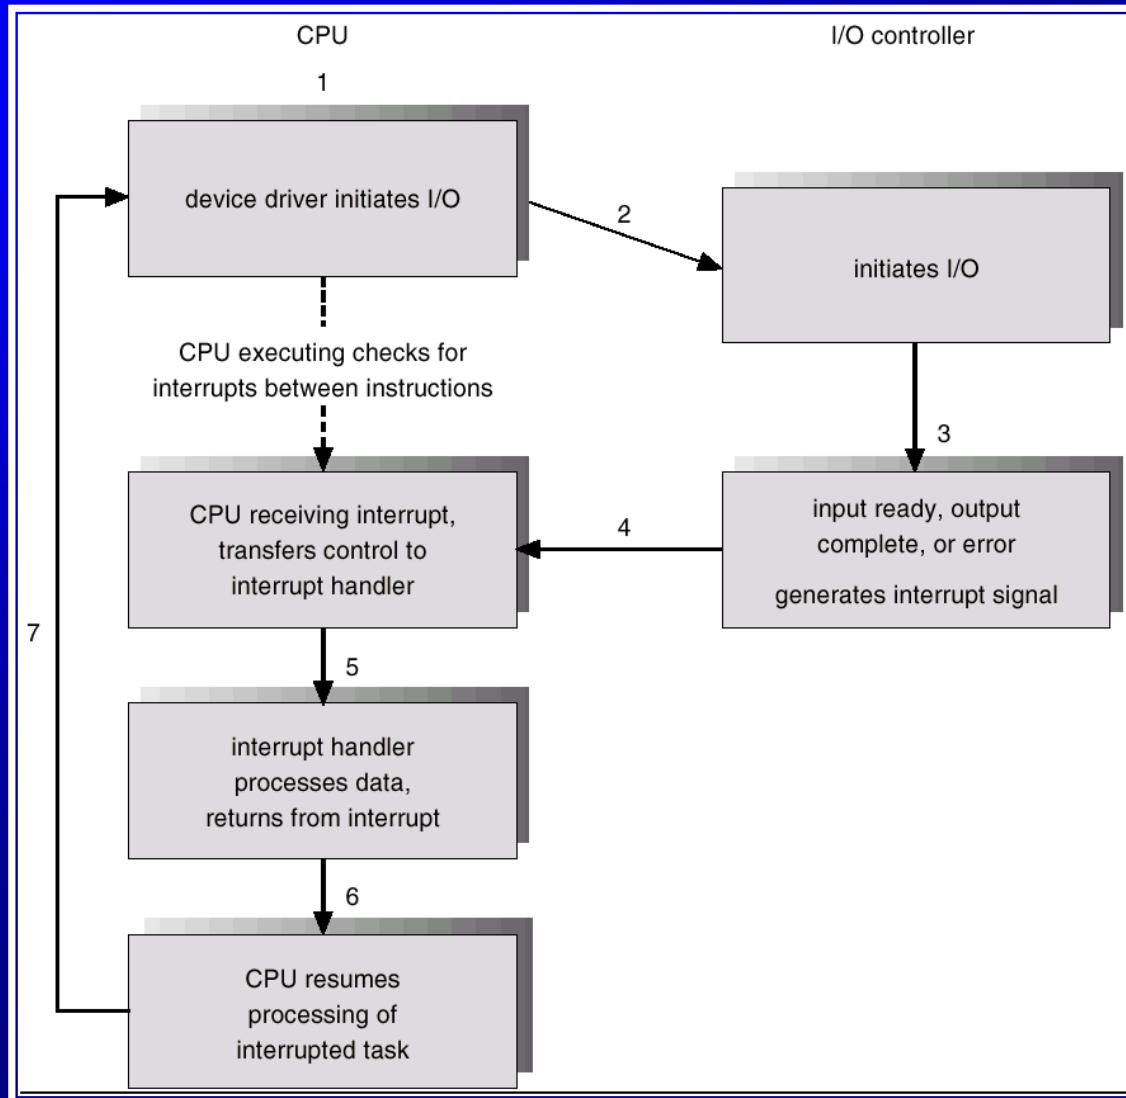 CPU
I/O controller
1
device driver initiates I/O
2
initiates I/O
CPU executing checks for
interrupts between instructions
3
CPU receiving interrupt,
transfers control to
interrupt handler
4
input ready, output
complete, or error
generates interrupt signal
7
5
interrupt handler
processes data,
returns from interrupt
6
CPU resumes
processing of
interrupted task